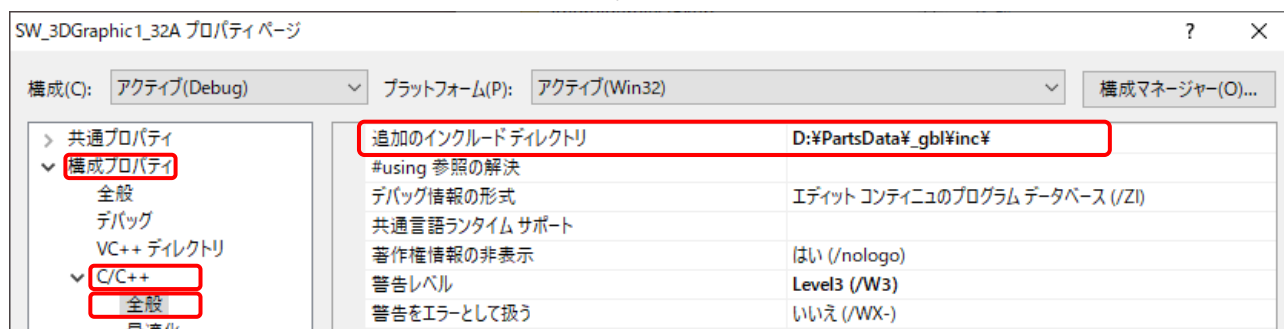 SW_3DGraphic1_32A プロパティ ページ ? ×
構成(C): アクティブ(Debug) プラットフォーム(P): アクティブ(Win32) 構成マネージャー(O)...
> 共通プロパティ
構成プロパティ
全般
デバッグ
VC++ ディレクトリ
C/C++
全般
最適化
追加のインクルード ディレクトリ D:¥PartsData¥_gbl¥inc¥
#using 参照の解決
デバッグ情報の形式 エディット コンティニュのプログラム データベース (/ZI)
共通言語ランタイム サポート
著作権情報の非表示 はい (/nologo)
警告レベル Level3 (/W3)
警告をエラーとして扱う いいえ (/WX-)